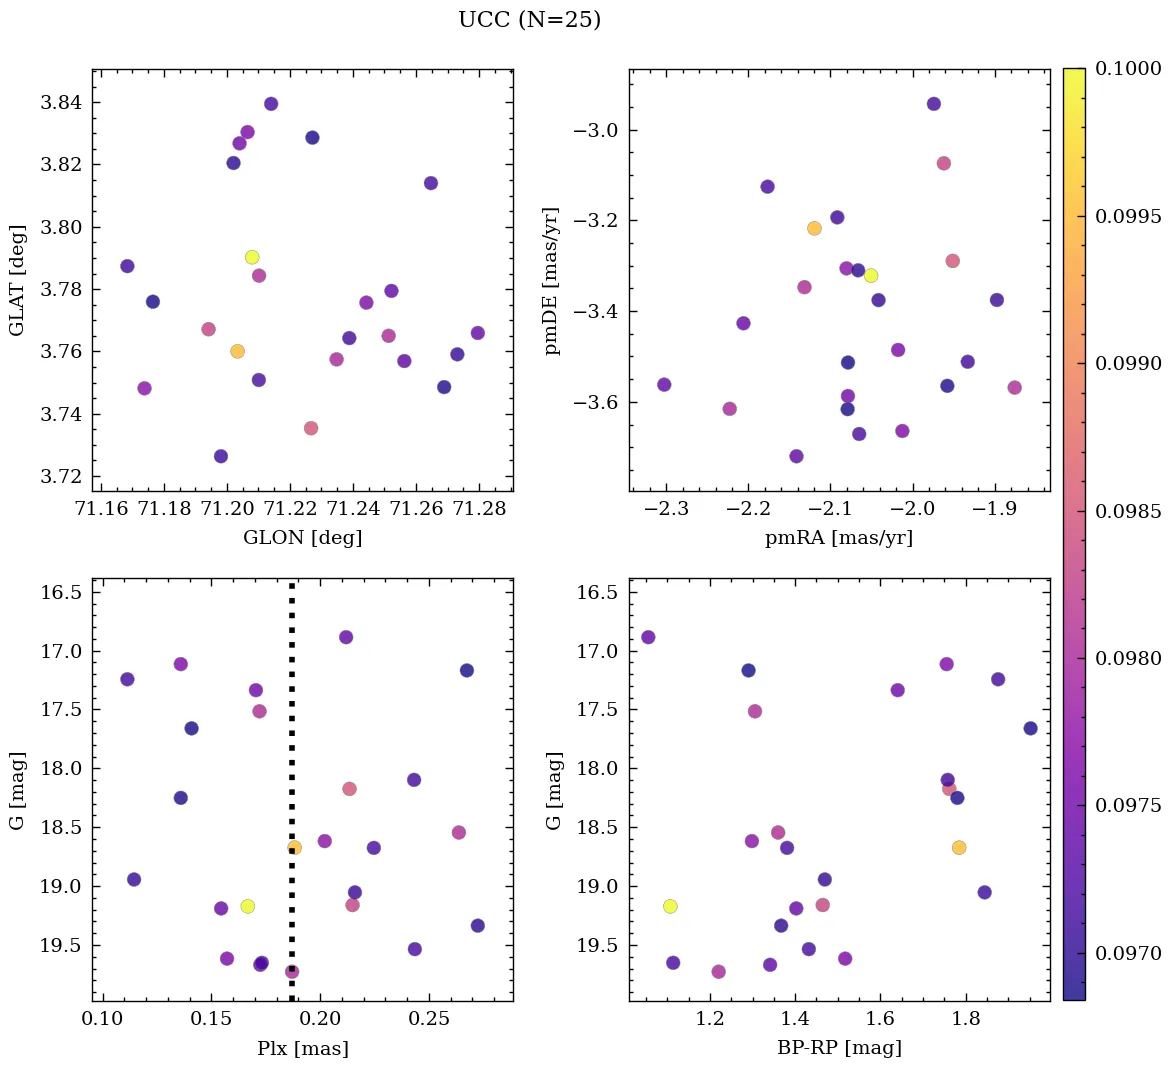 UCC (N=25)
3.84
3.82
3.80
3.78
3.76
3.74
3.72
GLAT [deg]
71.16 71.18 71.20 71.22 71.24 71.26 71.28
GLON [deg]
−3.0
−3.2
−3.4
−3.6
pmDE [mas/yr]
−2.3 −2.2 −2.1 −2.0 −1.9
pmRA [mas/yr]
0.1000
0.0995
0.0990
0.0985
0.0980
0.0975
0.0970
16.5
17.0
17.5
18.0
18.5
19.0
19.5
G [mag]
0.10 0.15 0.20 0.25
Plx [mas]
16.5
17.0
17.5
18.0
18.5
19.0
19.5
G [mag]
1.2 1.4 1.6 1.8
BP-RP [mag]